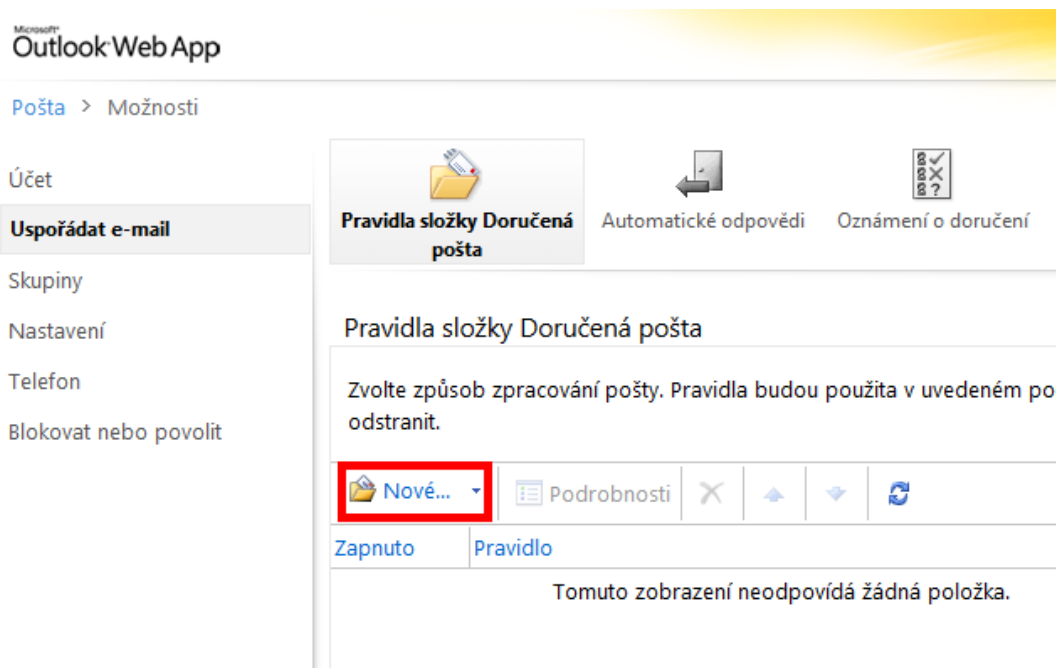 Microsoft®
Outlook Web App
Pošta > Možnosti
Účet
Uspořádat e-mail
Skupiny
Nastavení
Telefon
Blokovat nebo povolit
Pravidla složky Doručená
pošta
Automatické odpovědi
Oznámení o doručení
Pravidla složky Doručená pošta
Zvolte způsob zpracování pošty. Pravidla budou použita v uvedeném po
odstranit.
Nové...
Podrobnosti
Zapnuto
Pravidlo
Tomuto zobrazení neodpovídá žádná položka.